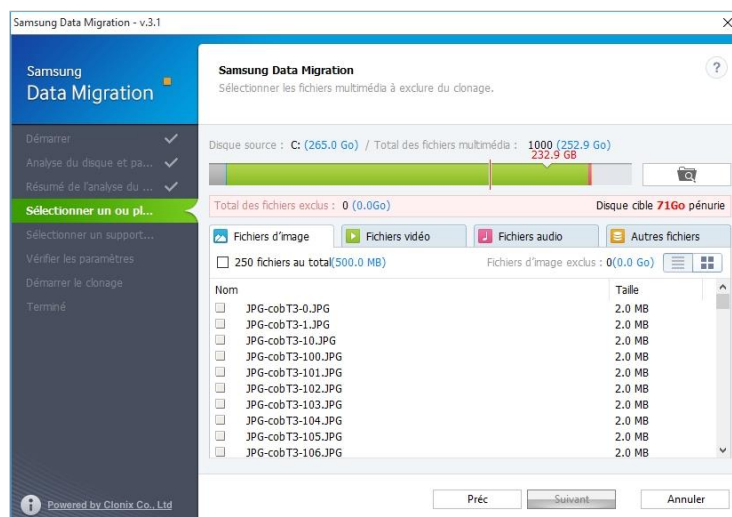 Samsung Data Migration - v.3.1
Samsung
Data Migration
Samsung Data Migration
Sélectionner les fichiers multimédia à exclure du clonage.
?
Démarrer
Analyse du disque et pa...
Résumé de l'analyse du ...
Sélectionner un ou pl...
Sélectionner un support...
Vérifier les paramètres
Démarrer le clonage
Terminé
Disque source : C: (265.0 Go) / Total des fichiers multimédia : 1000 (252.9 Go)
232.9 GB
Total des fichiers exclus : 0 (0.0Go) Disque cible 71Go pénurie
Fichiers d'image Fichiers vidéo Fichiers audio Autres fichiers
250 fichiers au total(500.0 MB) Fichiers d'image exclus : 0(0.0 Go)
Nom Taille
JPG-cobT3-0.JPG 2.0 MB
JPG-cobT3-1.JPG 2.0 MB
JPG-cobT3-10.JPG 2.0 MB
JPG-cobT3-100.JPG 2.0 MB
JPG-cobT3-101.JPG 2.0 MB
JPG-cobT3-102.JPG 2.0 MB
JPG-cobT3-103.JPG 2.0 MB
JPG-cobT3-104.JPG 2.0 MB
JPG-cobT3-105.JPG 2.0 MB
JPG-cobT3-106.JPG 2.0 MB
Powered by Clonix Co., Ltd
Préc Suivant Annuler